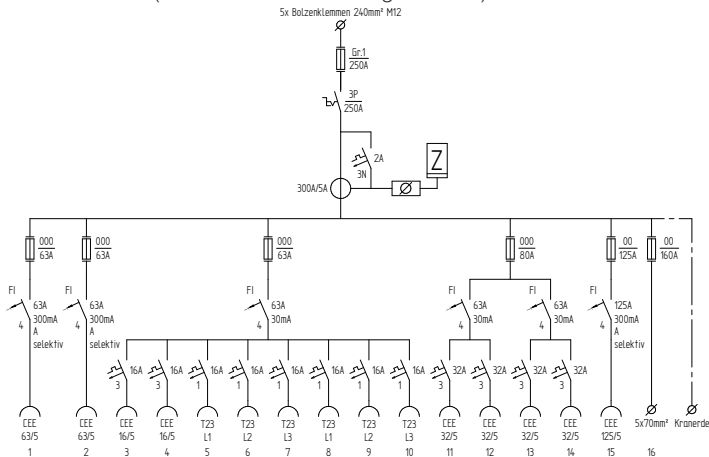 5x Bolzenklemmen 240mm² M12
Gr.1
250A
3P
250A
2A
3N
Z
300A/5A
000
63A
000
63A
000
63A
000
80A
00
125A
00
160A
FI
63A
300mA
A
selektiv
4
FI
63A
300mA
A
selektiv
4
FI
63A
30mA
4
FI
63A
30mA
4
FI
63A
30mA
4
FI
125A
300mA
A
selektiv
4
16A
3
16A
3
16A
1
16A
1
16A
1
16A
1
16A
1
16A
1
32A
3
32A
3
32A
3
32A
3
CEE CEE CEE CEE T23 T23 T23 T23 T23 T23 CEE CEE CEE CEE CEE 5x70mm² Kranerde
63/5 63/5 16/5 16/5 L1 L2 L3 L1 L2 L3 32/5 32/5 32/5 32/5 125/5
1 2 3 4 5 6 7 8 9 10 11 12 13 14 15 16